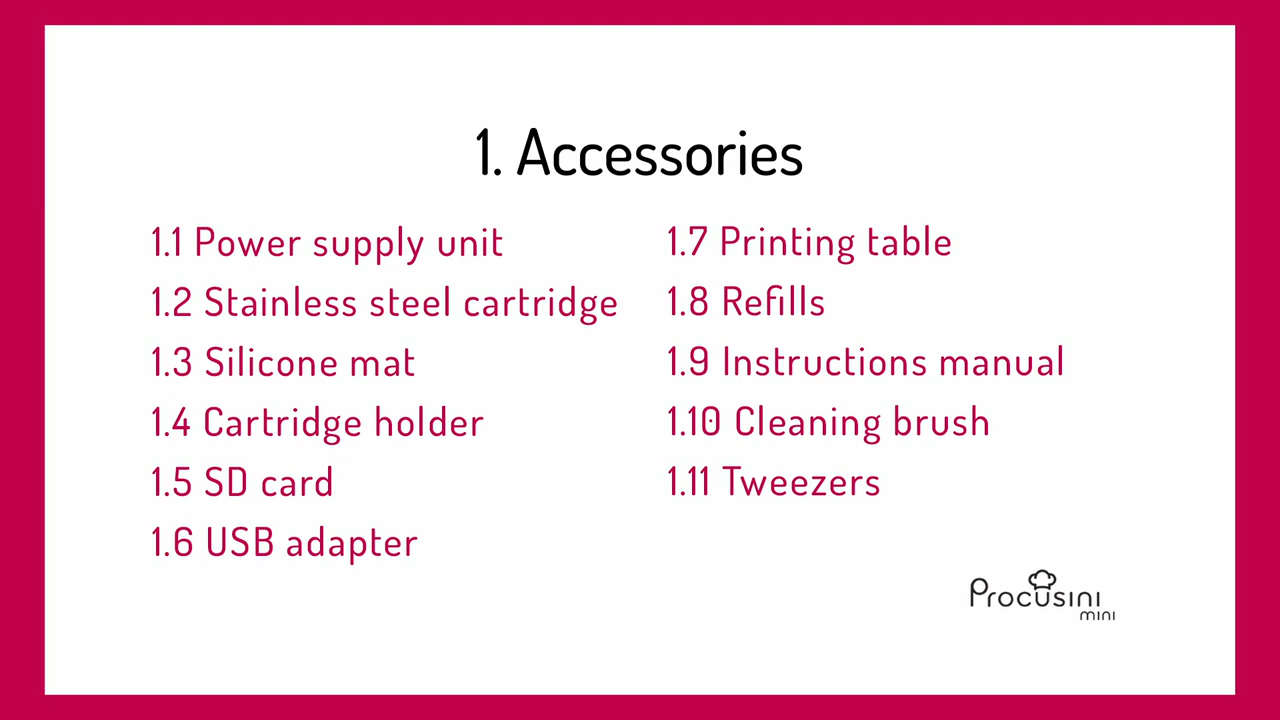 1. Accessories
1.1 Power supply unit
1.2 Stainless steel cartridge
1.3 Silicone mat
1.4 Cartridge holder
1.5 SD card
1.6 USB adapter
1.7 Printing table
1.8 Refills
1.9 Instructions manual
1.10 Cleaning brush
1.11 Tweezers
Procusini
mini